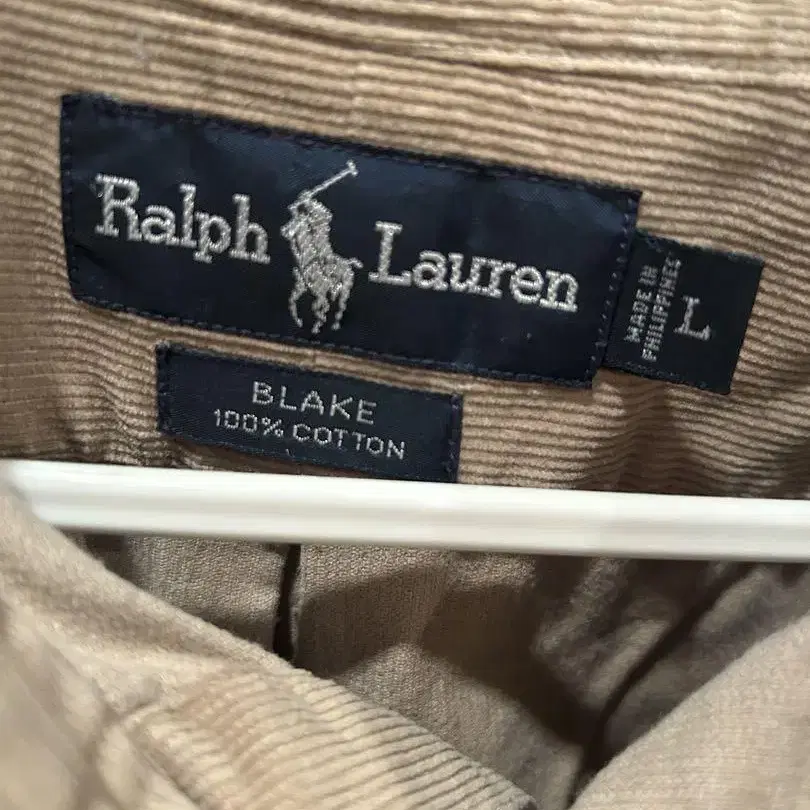 Ralph Lauren
MADE IN
PHILIPPINES
L
BLAKE
100% COTTON